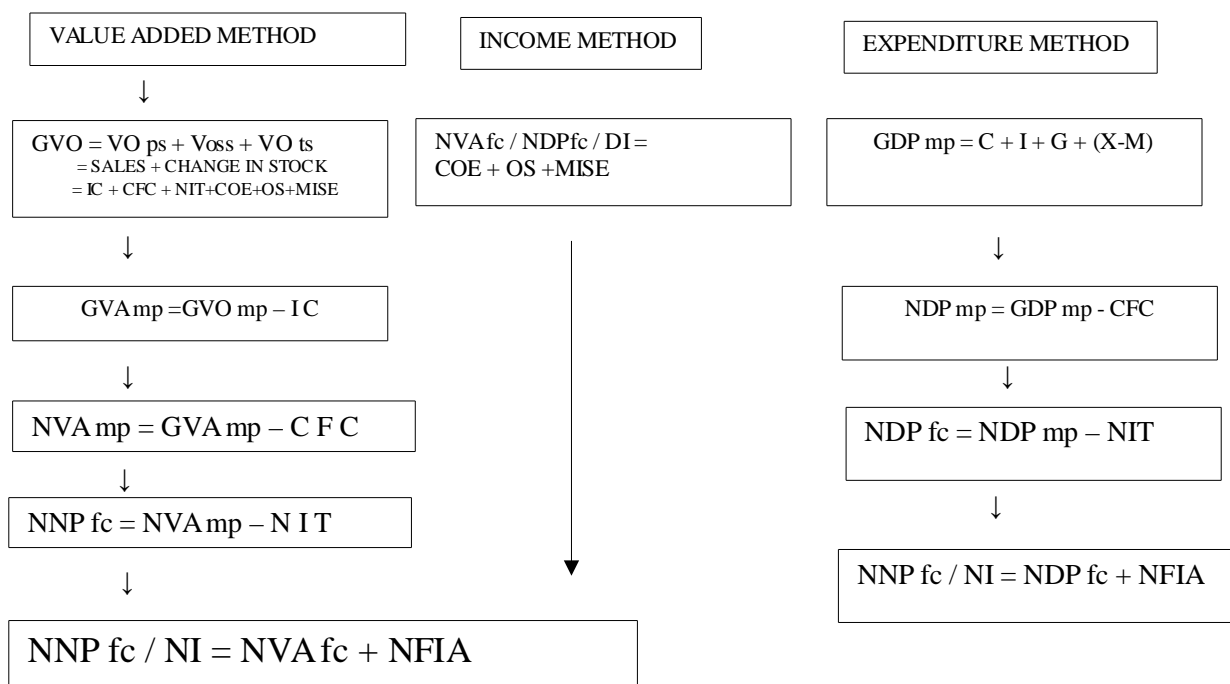 VALUE ADDED METHOD
↓
GVO = VO ps + Voss + VO ts
= SALES + CHANGE IN STOCK
= IC + CFC + NIT+COE+OS+MISE
↓
GVA mp =GVO mp – I C
↓
NVA mp = GVA mp – C F C
↓
NNP fc = NVA mp – N I T
↓
NNP fc / NI = NVA fc + NFIA
INCOME METHOD
NVA fc / NDP fc / DI =
COE + OS +MISE
EXPENDITURE METHOD
GDP mp = C + I + G + (X-M)
↓
NDP mp = GDP mp - CFC
↓
NDP fc = NDP mp – NIT
↓
NNP fc / NI = NDP fc + NFIA